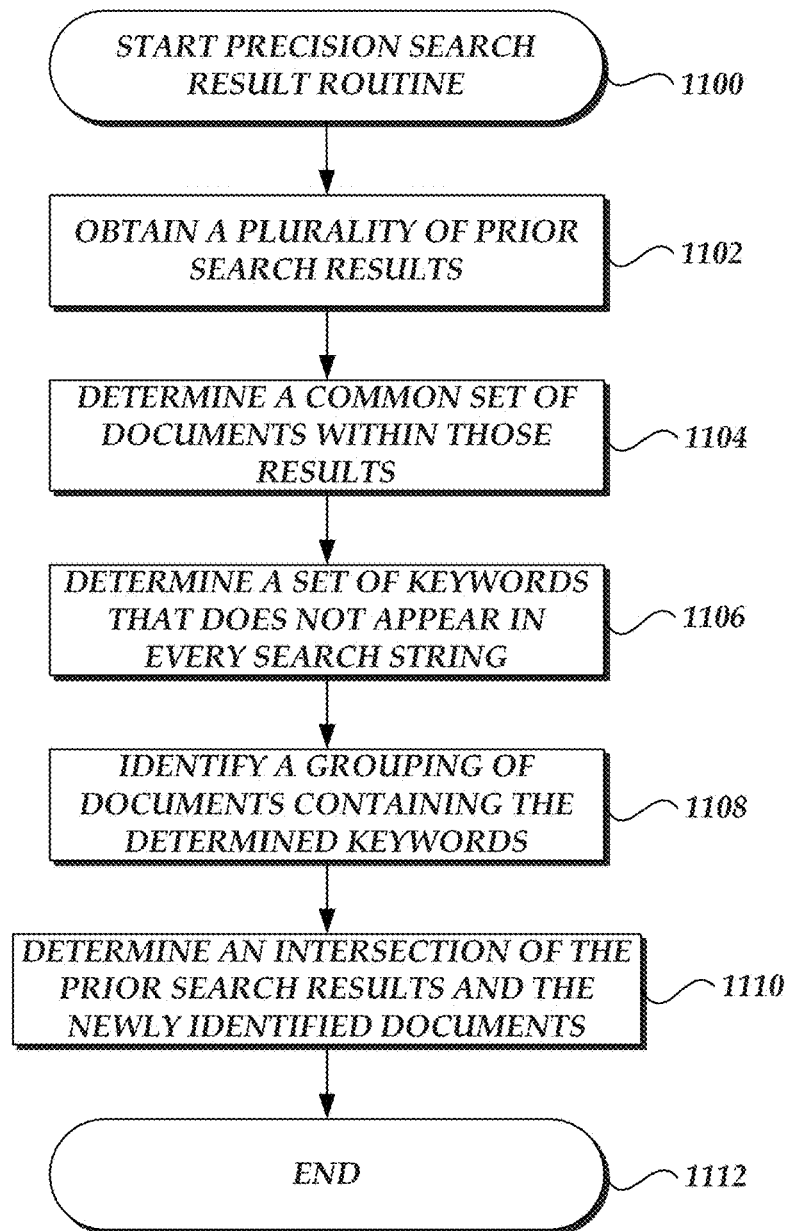 START PRECISION SEARCH
RESULT ROUTINE
1100
OBTAIN A PLURALITY OF PRIOR
SEARCH RESULTS
1102
DETERMINE A COMMON SET OF
DOCUMENTS WITHIN THOSE
RESULTS
1104
DETERMINE A SET OF KEYWORDS
THAT DOES NOT APPEAR IN
EVERY SEARCH STRING
1106
IDENTIFY A GROUPING OF
DOCUMENTS CONTAINING THE
DETERMINED KEYWORDS
1108
DETERMINE AN INTERSECTION OF THE
PRIOR SEARCH RESULTS AND THE
NEWLY IDENTIFIED DOCUMENTS
1110
END
1112